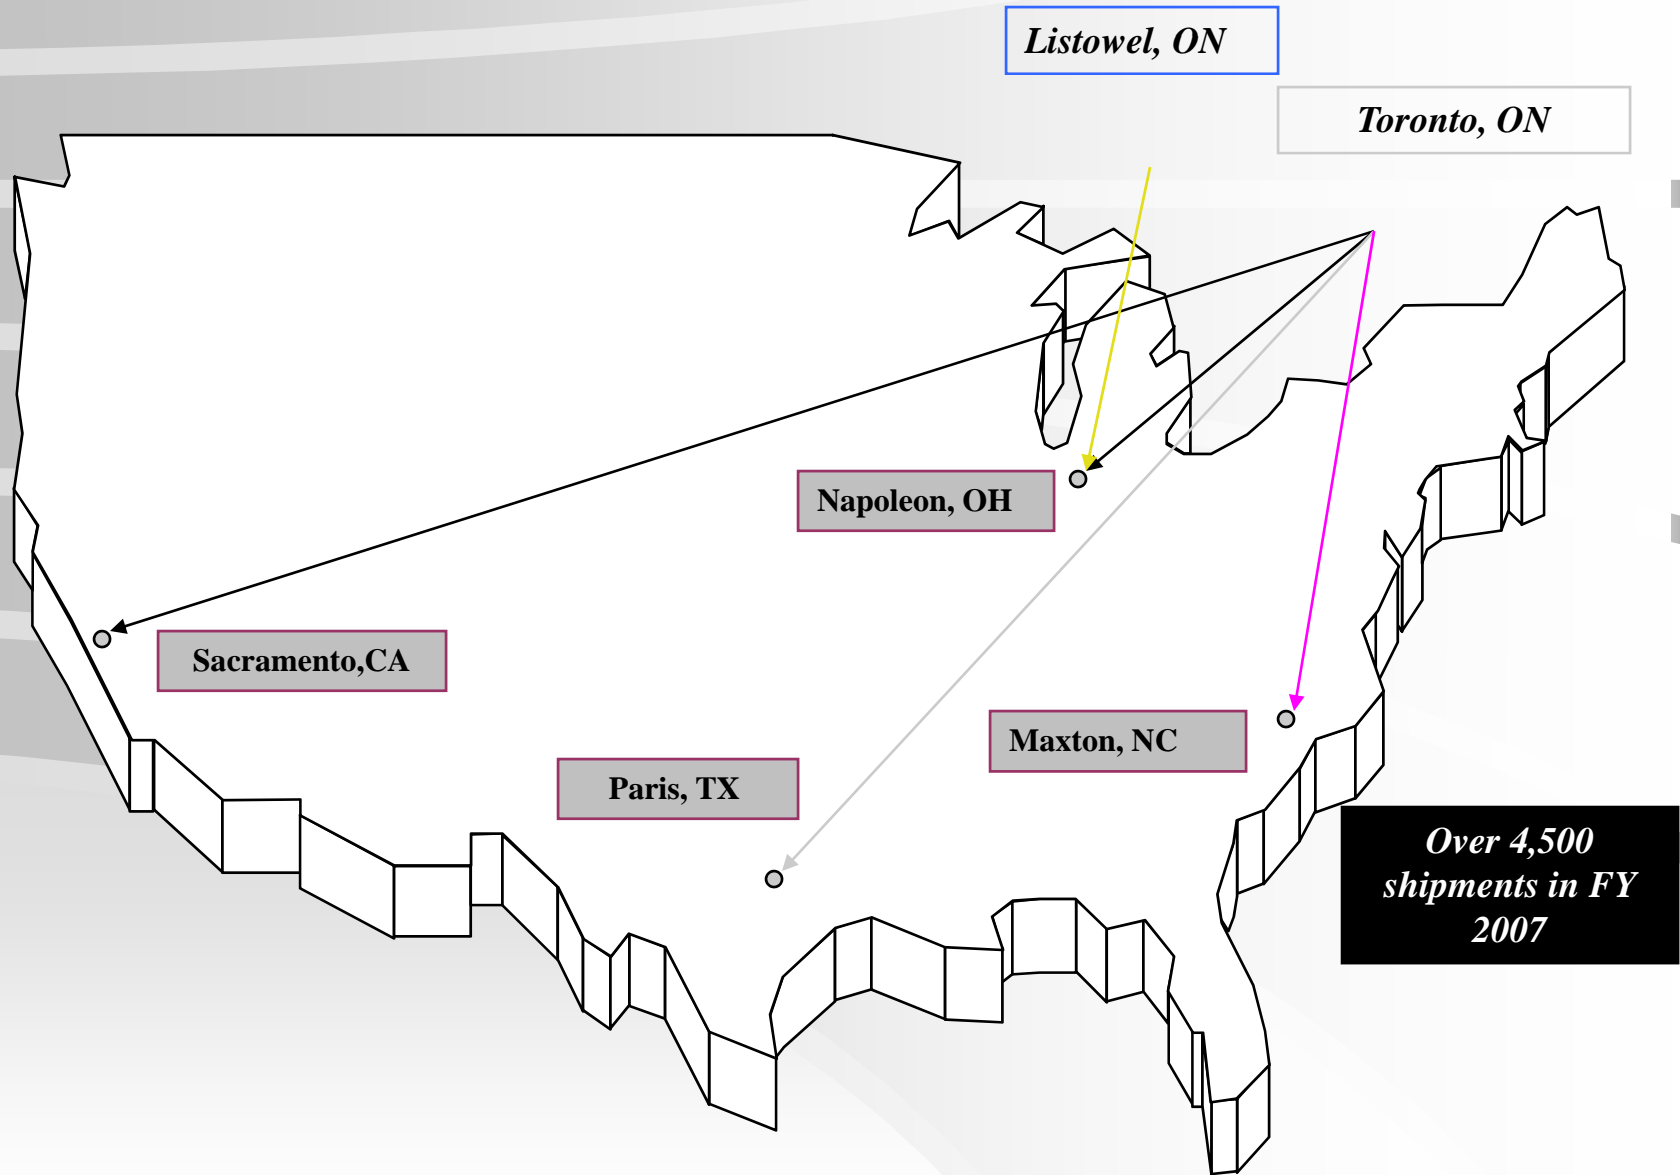 Listowel, ON
Toronto, ON
Napoleon, OH
Sacramento,CA
Maxton, NC
Paris, TX
Over 4,500
shipments in FY
2007